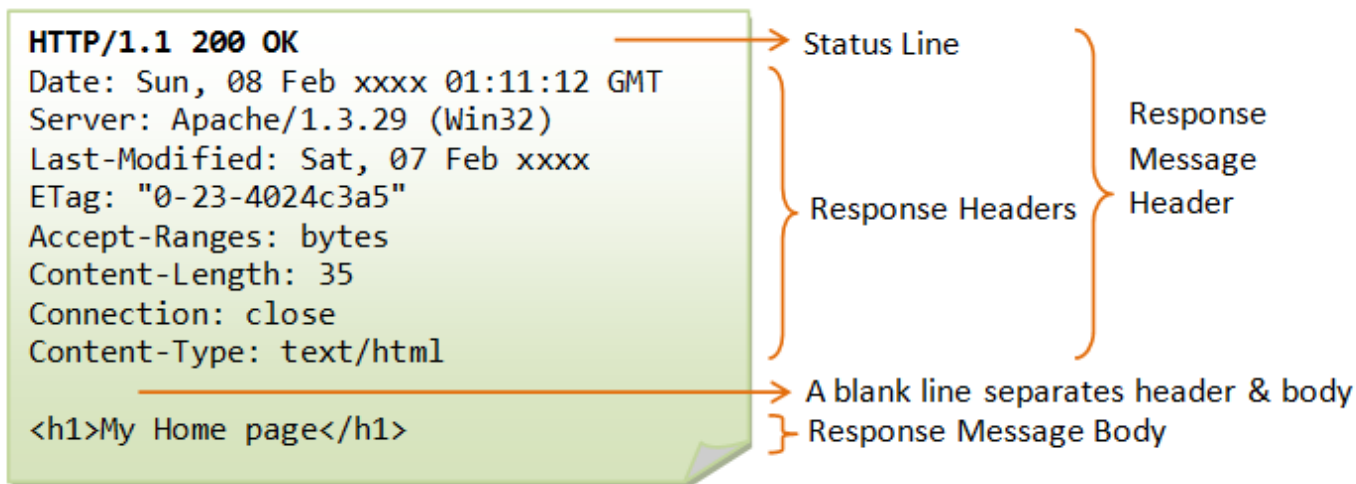 HTTP/1.1 200 OK
Date: Sun, 08 Feb xxxx 01:11:12 GMT
Server: Apache/1.3.29 (Win32)
Last-Modified: Sat, 07 Feb xxxx
ETag: "0-23-4024c3a5"
Accept-Ranges: bytes
Content-Length: 35
Connection: close
Content-Type: text/html
<h1>My Home page</h1>
Status Line
Response Headers
Response
Message
Header
A blank line separates header & body
Response Message Body